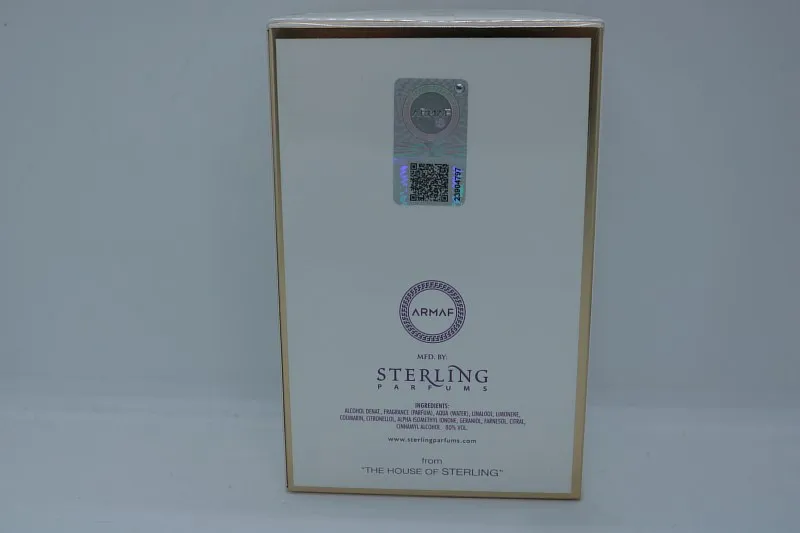 ARMAF
23904797
ARMAF
MFD. BY:
STERLING
PARFUMS
INGREDIENTS:
ALCOHOL DENAT., FRAGRANCE (PARFUM), AQUA (WATER), LINALOOL, LIMONENE,
COUMARIN, CITRONELLOL, ALPHA ISOMETHYL IONONE, GERANIOL, FARNESOL, CITRAL,
CINNAMYL ALCOHOL. 80% VOL.
www.sterlingparfums.com
from
"THE HOUSE OF STERLING"